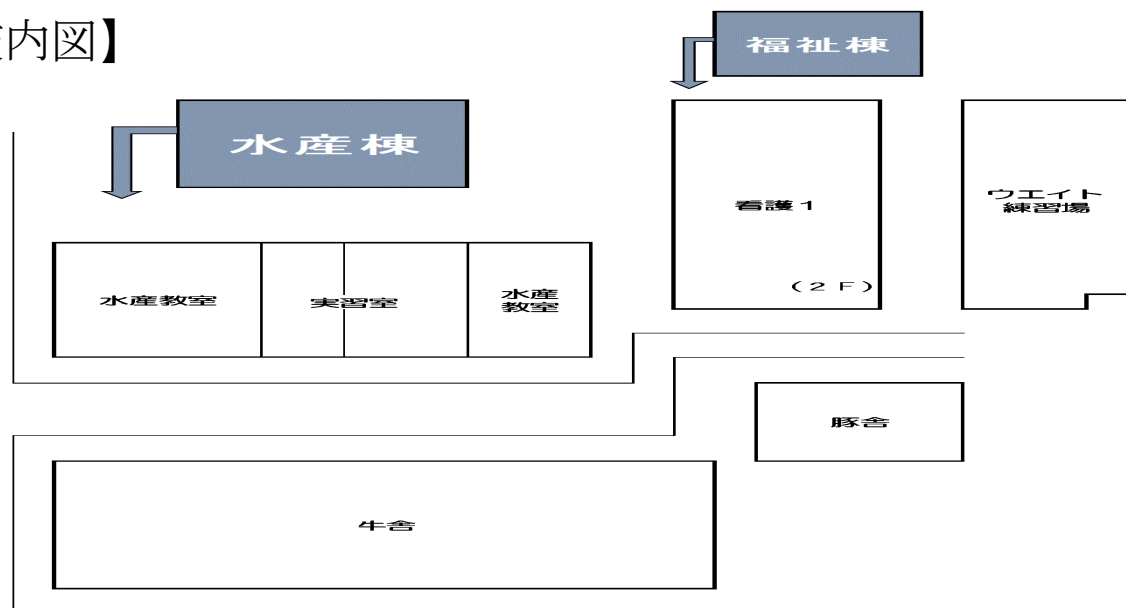 内図】
福祉棟
水産棟
看護１
（２Ｆ）
ウエイト
練習場
水産教室
実習室
水産
教室
豚舎
牛舎